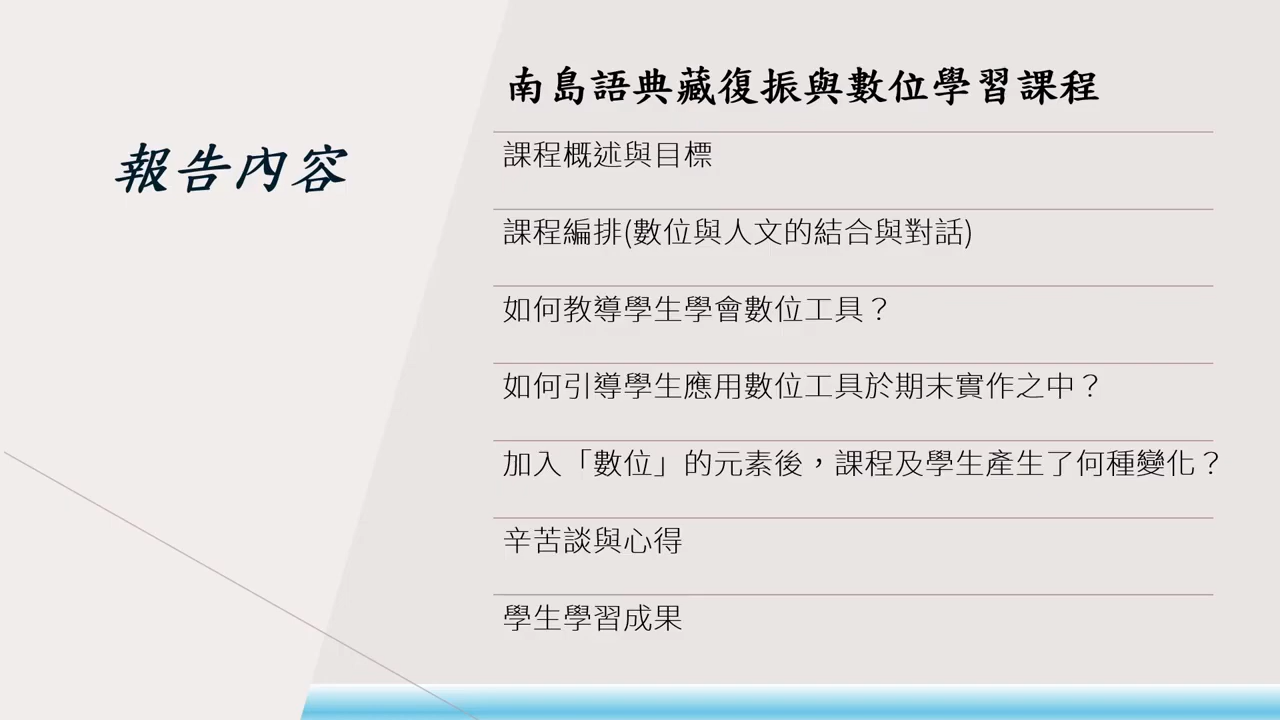 報告內容
南島語典藏復振與數位學習課程
課程概述與目標
課程編排(數位與人文的結合與對話)
如何教導學生學會數位工具？
如何引導學生應用數位工具於期末實作之中？
加入「數位」的元素後，課程及學生產生了何種變化？
辛苦談與心得
學生學習成果